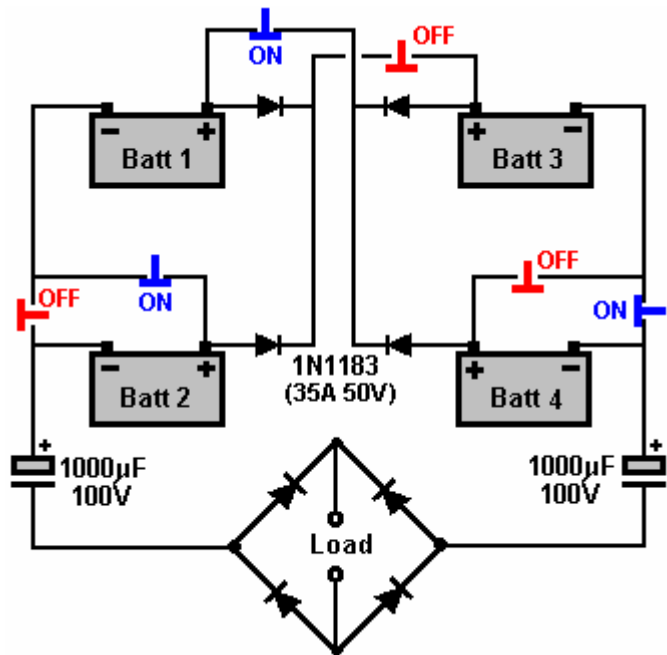 ON
OFF
- +
Batt 1
+ -
Batt 3
OFF
ON
OFF
ON
- +
Batt 2
1N1183
(35A 50V)
+ -
Batt 4
+
1000µF
100V
Load
1000µF
100V
+